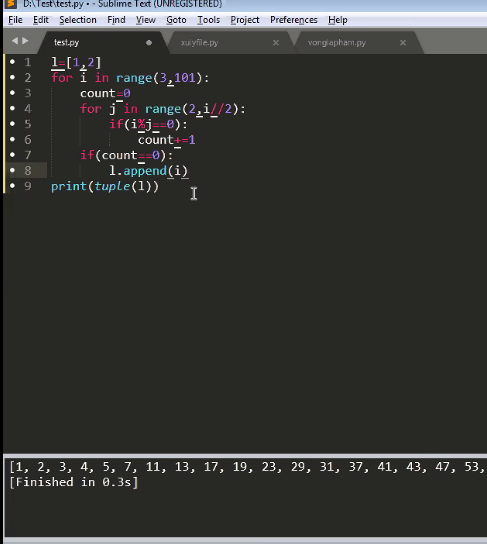 D:\Test\test.py • - Sublime Text (UNREGISTERED)
File Edit Selection Find View Goto Tools Project Preferences Help
test.py xulyfile.py vonglapham.py
1 l=[1,2]
2 for i in range(3,101):
3 count=0
4 for j in range(2,i//2):
5 if(i%j==0):
6 count+=1
7 if(count==0):
8 l.append(i)
9 print(tuple(l))
[1, 2, 3, 4, 5, 7, 11, 13, 17, 19, 23, 29, 31, 37, 41, 43, 47, 53,
[Finished in 0.3s]